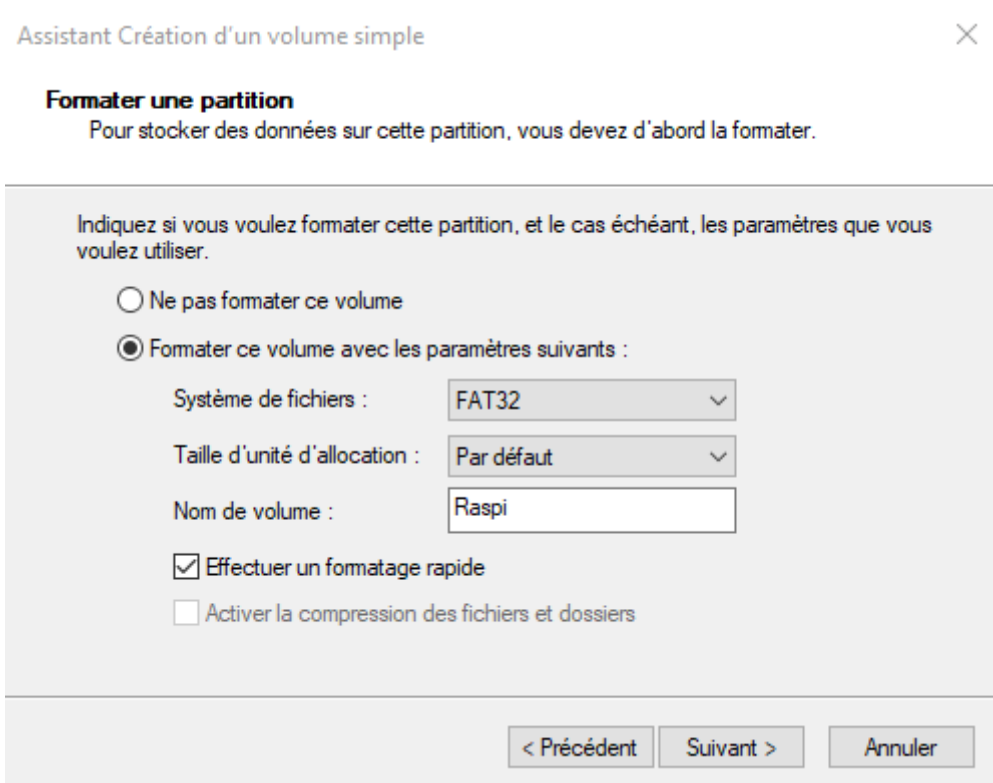 Assistant Création d'un volume simple
Formater une partition
Pour stocker des données sur cette partition, vous devez d'abord la formater.
Indiquez si vous voulez formater cette partition, et le cas échéant, les paramètres que vous
voulez utiliser.
Ne pas formater ce volume
Formater ce volume avec les paramètres suivants :
Système de fichiers : FAT32
Taille d'unité d'allocation : Par défaut
Nom de volume : Raspi
Effectuer un formatage rapide
Activer la compression des fichiers et dossiers
< Précédent Suivant > Annuler